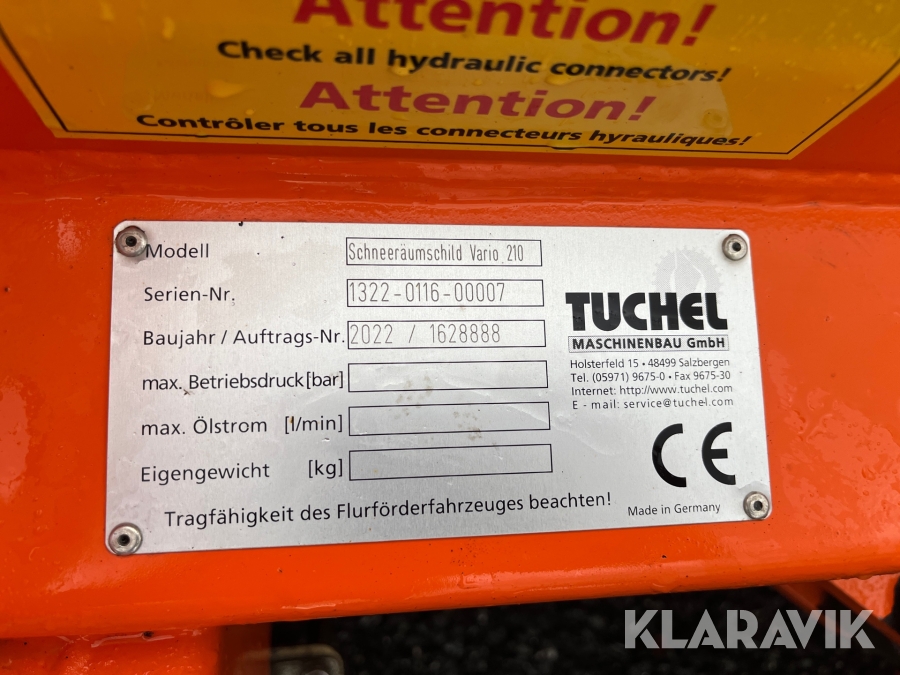 Attention!
Check all hydraulic connectors!
Attention!
Contrôler tous les connecteurs hyrauliques!
Modell Schneeräumschild Vario 210
Serien-Nr. 1322-0116-00007
Baujahr / Auftrags-Nr. 2022 / 1628888
max. Betriebsdruck [bar]
max. Ölstrom [l/min]
Eigengewicht [kg]
Tragfähigkeit des Flurförderfahrzeuges beachten!
TUCHEL
MASCHINENBAU GmbH
Holsterfeld 15 • 48499 Salzbergen
Tel. (05971) 9675-0 • Fax 9675-30
Internet: http://www.tuchel.com
E - mail: service@tuchel.com
CE
Made in Germany
KLARAVIK